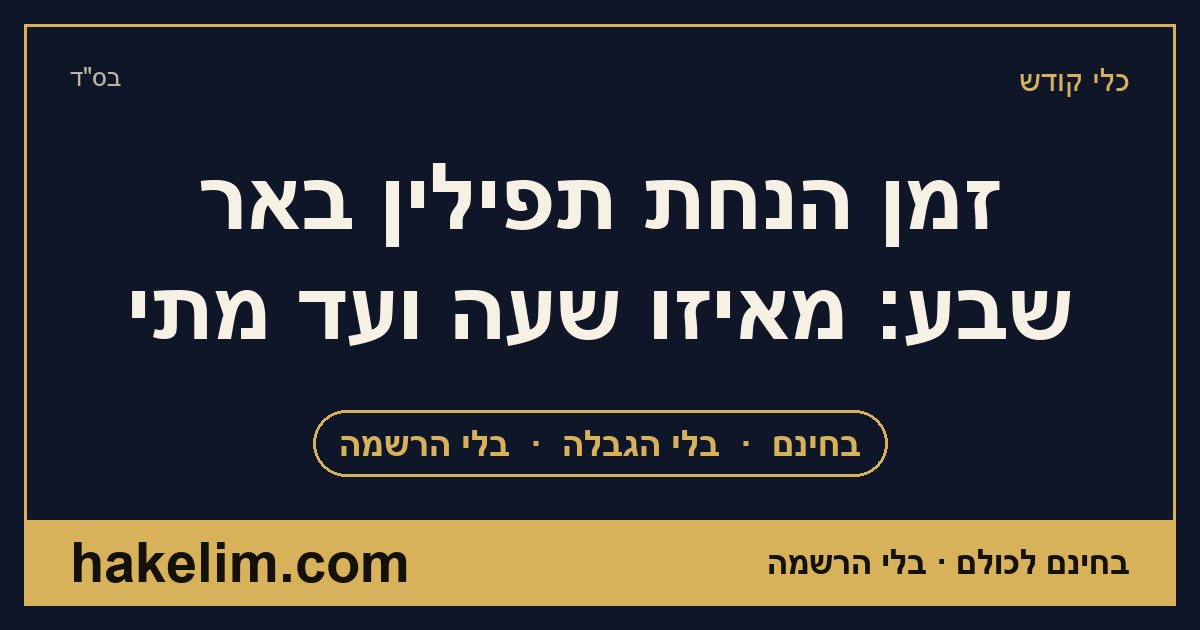 כלי קודש
בס"ד
זמן הנחת תפילין באר
שבע: מאיזו שעה ועד מתי
בחינם · בלי הגבלה · בלי הרשמה
בחינם לכולם · בלי הרשמה
hakelim.com